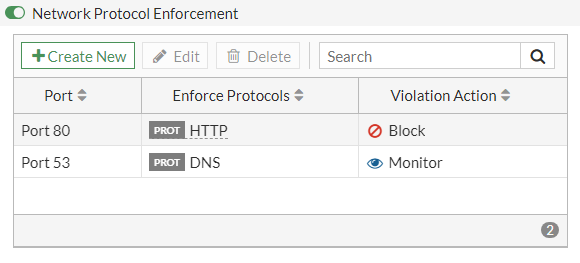 Network Protocol Enforcement
Create New Edit Delete Search
Port Enforce Protocols Violation Action
Port 80 PROT HTTP Block
Port 53 PROT DNS Monitor
2